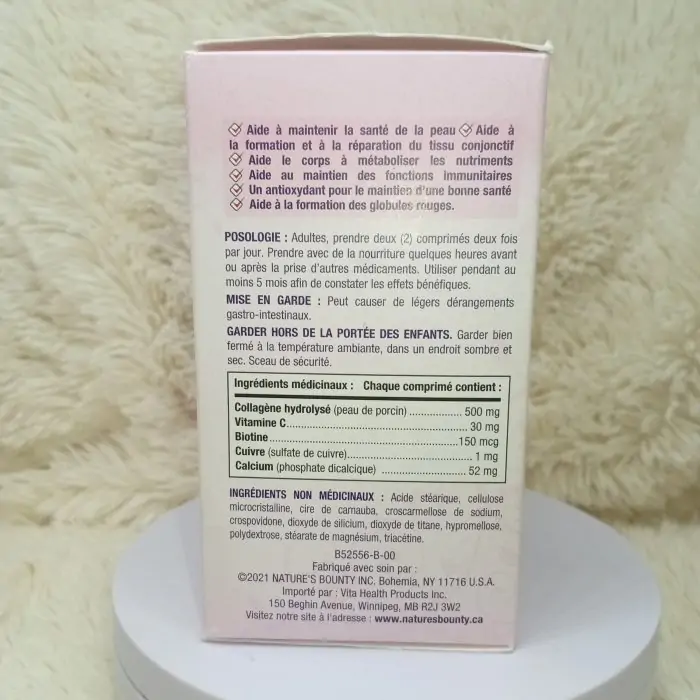 Aide à maintenir la santé de la peau Aide à
la formation et à la réparation du tissu conjonctif
Aide le corps à métaboliser les nutriments
Aide au maintien des fonctions immunitaires
Un antioxydant pour le maintien d'une bonne santé
Aide à la formation des globules rouges.
POSOLOGIE : Adultes, prendre deux (2) comprimés deux fois
par jour. Prendre avec de la nourriture quelques heures avant
ou après la prise d'autres médicaments. Utiliser pendant au
moins 5 mois afin de constater les effets bénéfiques.
MISE EN GARDE : Peut causer de légers dérangements
gastro-intestinaux.
GARDER HORS DE LA PORTÉE DES ENFANTS. Garder bien
fermé à la température ambiante, dans un endroit sombre et
sec. Sceau de sécurité.
Ingrédients médicinaux : Chaque comprimé contient :
Collagène hydrolysé (peau de porcin) ................ 500 mg
Vitamine C.................................................... 30 mg
Biotine.........................................................150 mcg
Cuivre (sulfate de cuivre)................................... 1 mg
Calcium (phosphate dicalcique) ......................... 52 mg
INGRÉDIENTS NON MÉDICINAUX : Acide stéarique, cellulose
microcristalline, cire de carnauba, croscarmellose de sodium,
crospovidone, dioxyde de silicium, dioxyde de titane, hypromellose,
polydextrose, stéarate de magnésium, triacétine.
B52556-B-00
Fabriqué avec soin par :
©2021 NATURE'S BOUNTY INC. Bohemia, NY 11716 U.S.A.
Importé par : Vita Health Products Inc.
150 Beghin Avenue, Winnipeg, MB R2J 3W2
Visitez notre site à l'adresse : www.naturesbounty.ca